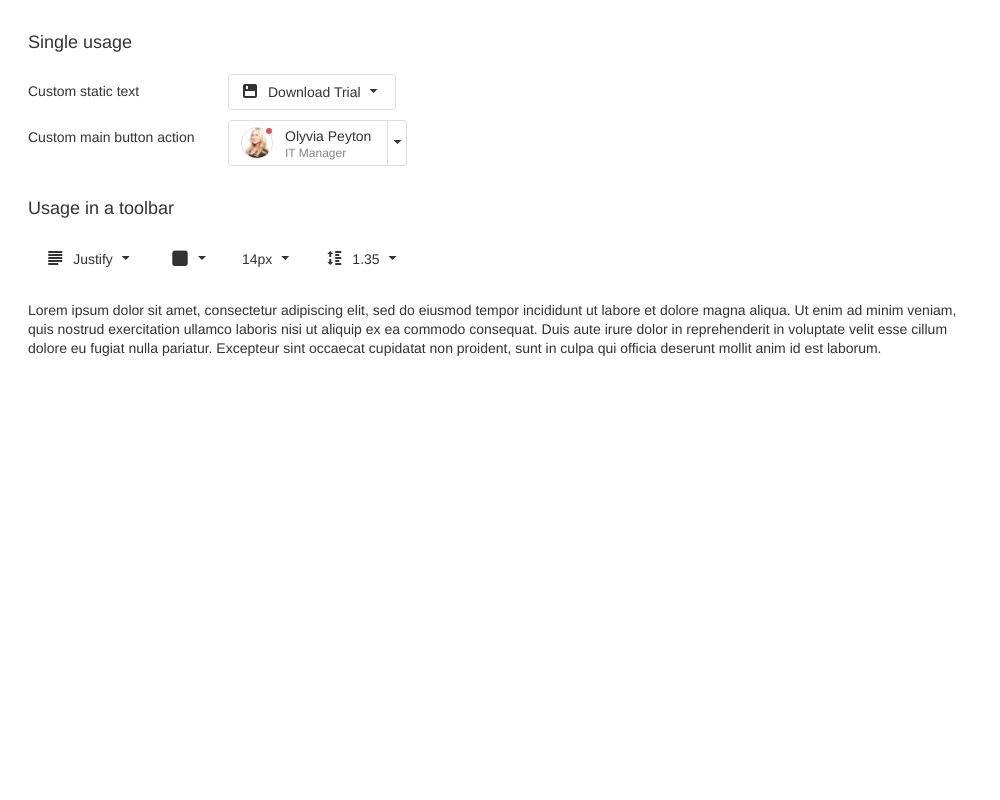 Single usage
Custom static text
Download Trial
Custom main button action
Olyvia Peyton
IT Manager
Usage in a toolbar
Justify 14px 1.35
Lorem ipsum dolor sit amet, consectetur adipiscing elit, sed do eiusmod tempor incididunt ut labore et dolore magna aliqua. Ut enim ad minim veniam,
quis nostrud exercitation ullamco laboris nisi ut aliquip ex ea commodo consequat. Duis aute irure dolor in reprehenderit in voluptate velit esse cillum
dolore eu fugiat nulla pariatur. Excepteur sint occaecat cupidatat non proident, sunt in culpa qui officia deserunt mollit anim id est laborum.